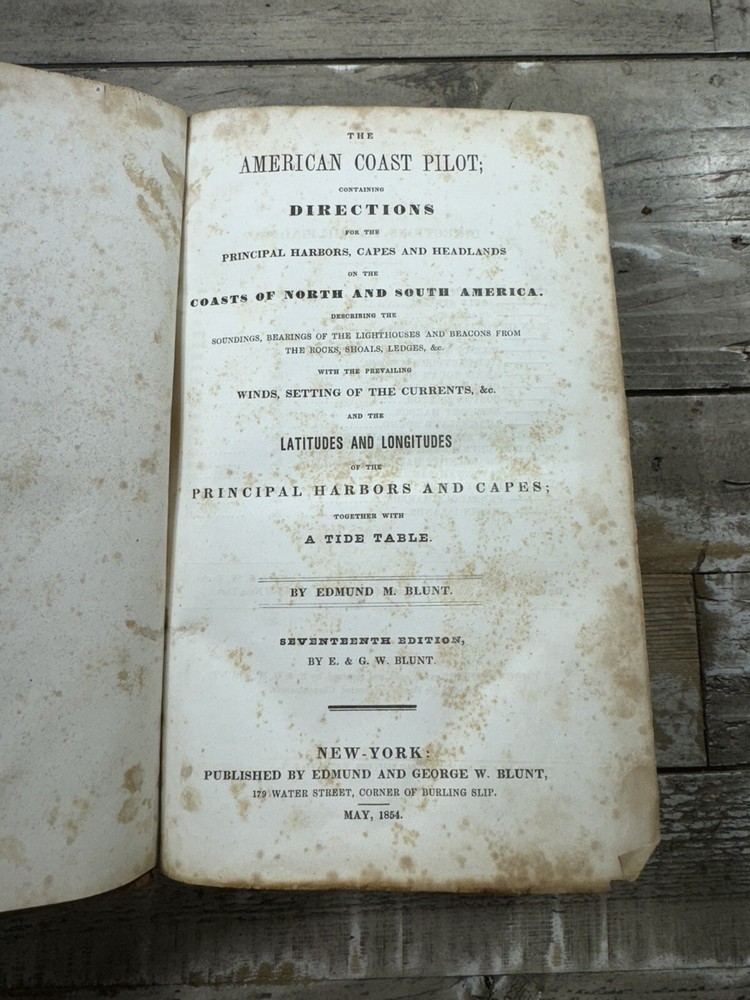 THE
AMERICAN COAST PILOT;
CONTAINING
DIRECTIONS
FOR THE
PRINCIPAL HARBORS, CAPES AND HEADLANDS
ON THE
COASTS OF NORTH AND SOUTH AMERICA.
DESCRIBING THE
SOUNDINGS, BEARINGS OF THE LIGHTHOUSES AND BEACONS FROM
THE ROCKS, SHOALS, LEDGES, &c.
WITH THE PREVAILING
WINDS, SETTING OF THE CURRENTS, &c.
AND THE
LATITUDES AND LONGITUDES
OF THE
PRINCIPAL HARBORS AND CAPES;
TOGETHER WITH
A TIDE TABLE.
BY EDMUND M. BLUNT.
SEVENTEENTH EDITION,
BY E. & G. W. BLUNT.
NEW-YORK:
PUBLISHED BY EDMUND AND GEORGE W. BLUNT,
179 WATER STREET, CORNER OF BURLING SLIP.
MAY, 1854.